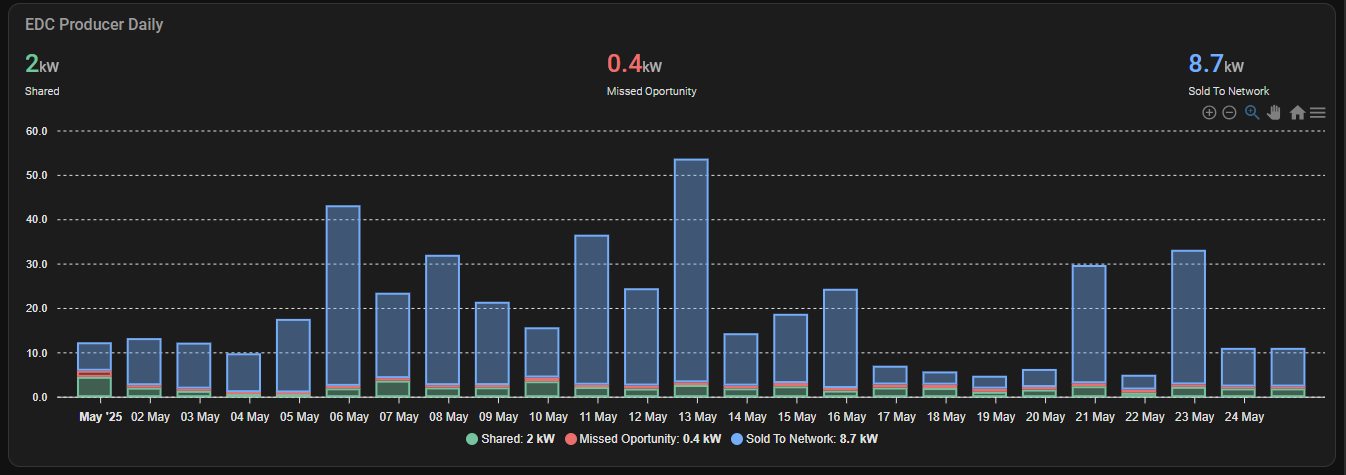 EDC Producer Daily
2kW 0.4kW 8.7kW
Shared Missed Oportunity Sold To Network
60.0
50.0
40.0
30.0
20.0
10.0
0.0
May '25 02 May 03 May 04 May 05 May 06 May 07 May 08 May 09 May 10 May 11 May 12 May 13 May 14 May 15 May 16 May 17 May 18 May 19 May 20 May 21 May 22 May 23 May 24 May
Shared: 2 kW Missed Oportunity: 0.4 kW Sold To Network: 8.7 kW